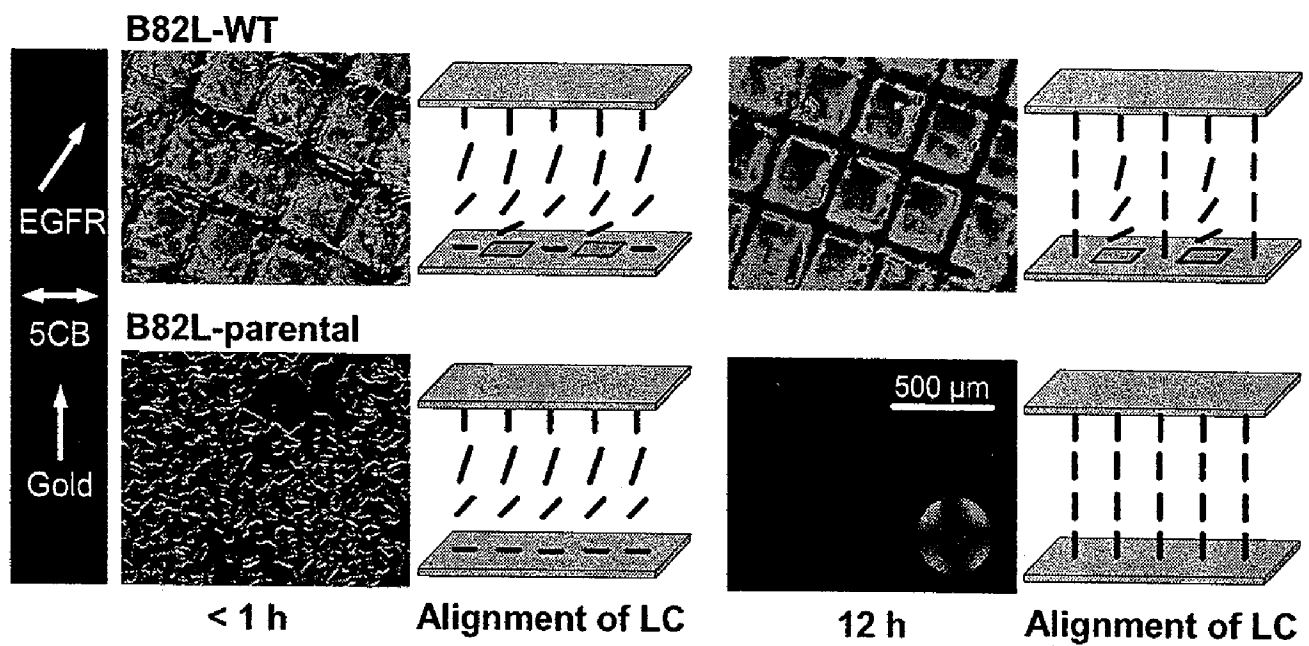 B82L-WT
EGFR
5CB
B82L-parental
500 µm
Gold
< 1 h
Alignment of LC
12 h
Alignment of LC